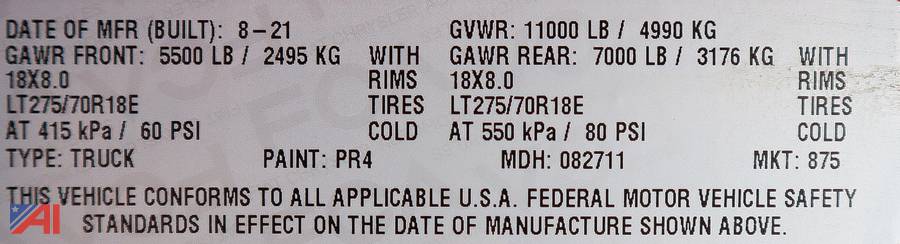 DATE OF MFR (BUILT): 8-21 GVWR: 11000 LB / 4990 KG
GAWR FRONT: 5500 LB / 2495 KG WITH GAWR REAR: 7000 LB / 3176 KG WITH
18X8.0 RIMS 18X8.0 RIMS
LT275/70R18E TIRES LT275/70R18E TIRES
AT 415 kPa / 60 PSI COLD AT 550 kPa / 80 PSI COLD
TYPE: TRUCK PAINT: PR4 MDH: 082711 MKT: 875
THIS VEHICLE CONFORMS TO ALL APPLICABLE U.S.A. FEDERAL MOTOR VEHICLE SAFETY
STANDARDS IN EFFECT ON THE DATE OF MANUFACTURE SHOWN ABOVE.
AI